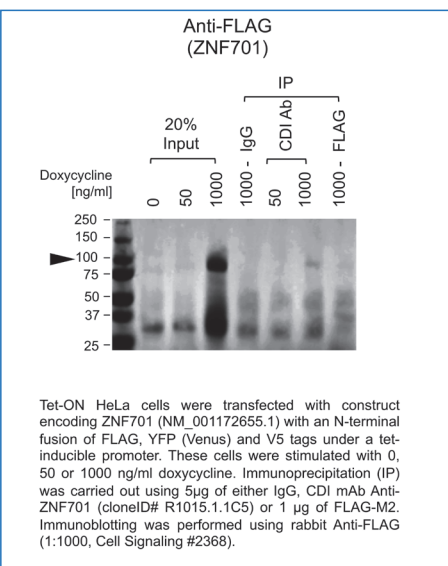 Anti-FLAG
(ZNF701)
IP
20%
Input
1000 - IgG
CDI Ab
1000 - FLAG
Doxycycline
[ng/ml]
0
50
1000
50
1000
250
150
100
75
50
37
25
Tet-ON HeLa cells were transfected with construct
encoding ZNF701 (NM_001172655.1) with an N-terminal
fusion of FLAG, YFP (Venus) and V5 tags under a tet-
inducible promoter. These cells were stimulated with 0,
50 or 1000 ng/ml doxycycline. Immunoprecipitation (IP)
was carried out using 5µg of either IgG, CDI mAb Anti-
ZNF701 (cloneID# R1015.1.1C5) or 1 µg of FLAG-M2.
Immunoblotting was performed using rabbit Anti-FLAG
(1:1000, Cell Signaling #2368).